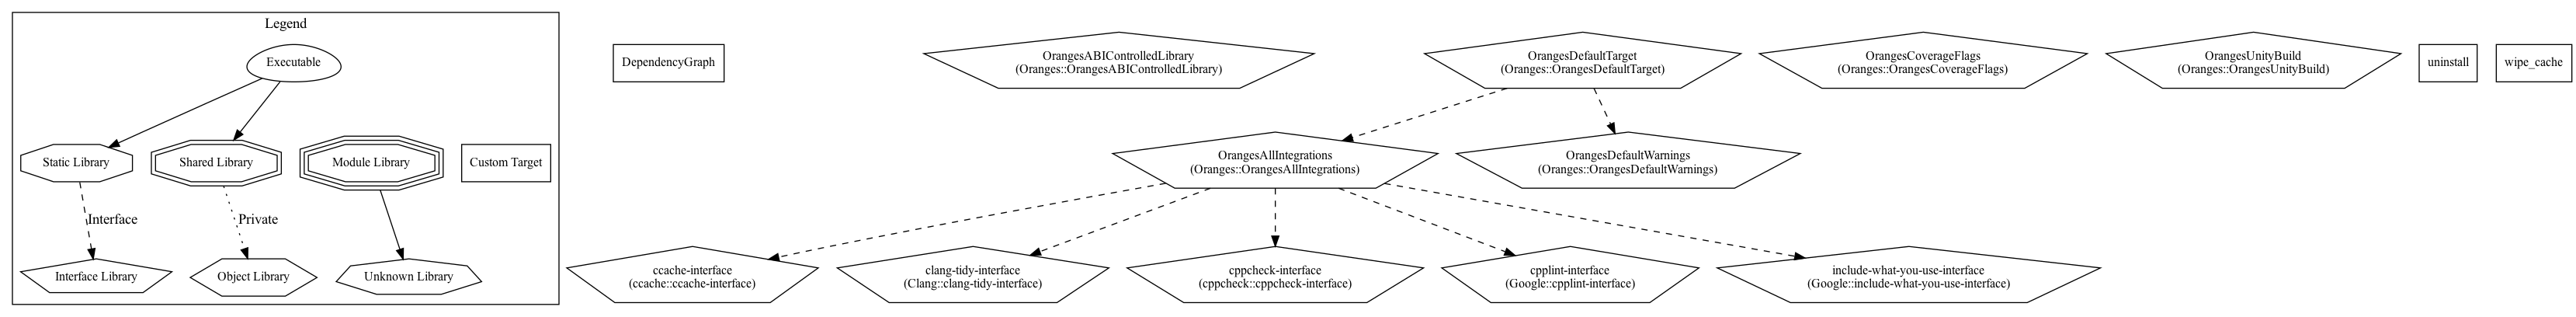 Legend
Executable
Static Library
Shared Library
Module Library
Custom Target
Interface
Private
Interface Library
Object Library
Unknown Library
DependencyGraph
OrangesABIControlledLibrary
(Oranges::OrangesABIControlledLibrary)
OrangesDefaultTarget
(Oranges::OrangesDefaultTarget)
OrangesCoverageFlags
(Oranges::OrangesCoverageFlags)
OrangesUnityBuild
(Oranges::OrangesUnityBuild)
uninstall
wipe_cache
OrangesAllIntegrations
(Oranges::OrangesAllIntegrations)
OrangesDefaultWarnings
(Oranges::OrangesDefaultWarnings)
ccache-interface
(ccache::ccache-interface)
clang-tidy-interface
(Clang::clang-tidy-interface)
cppcheck-interface
(cppcheck::cppcheck-interface)
cpplint-interface
(Google::cpplint-interface)
include-what-you-use-interface
(Google::include-what-you-use-interface)